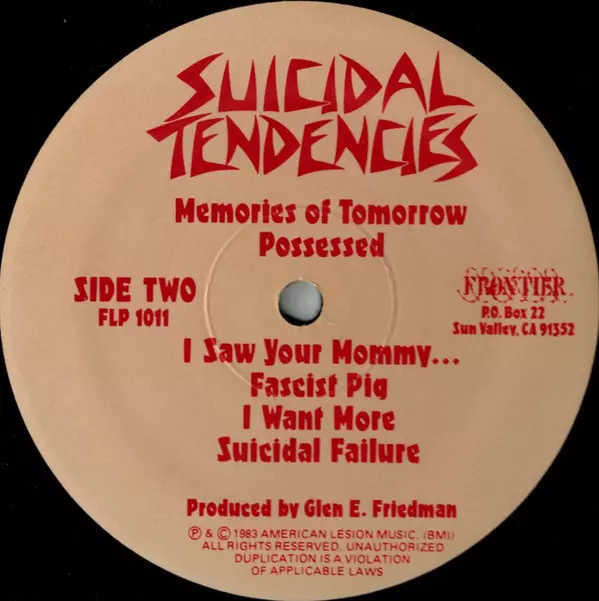 SUICIDAL
TENDENCIES
Memories of Tomorrow
Possessed
SIDE TWO
FLP 1011
FRONTIER
P.O. Box 22
Sun Valley, CA 91352
I Saw Your Mommy...
Fascist Pig
I Want More
Suicidal Failure
Produced by Glen E. Friedman
℗ & © 1983 AMERICAN LESION MUSIC. (BMI)
ALL RIGHTS RESERVED. UNAUTHORIZED
DUPLICATION IS A VIOLATION
OF APPLICABLE LAWS